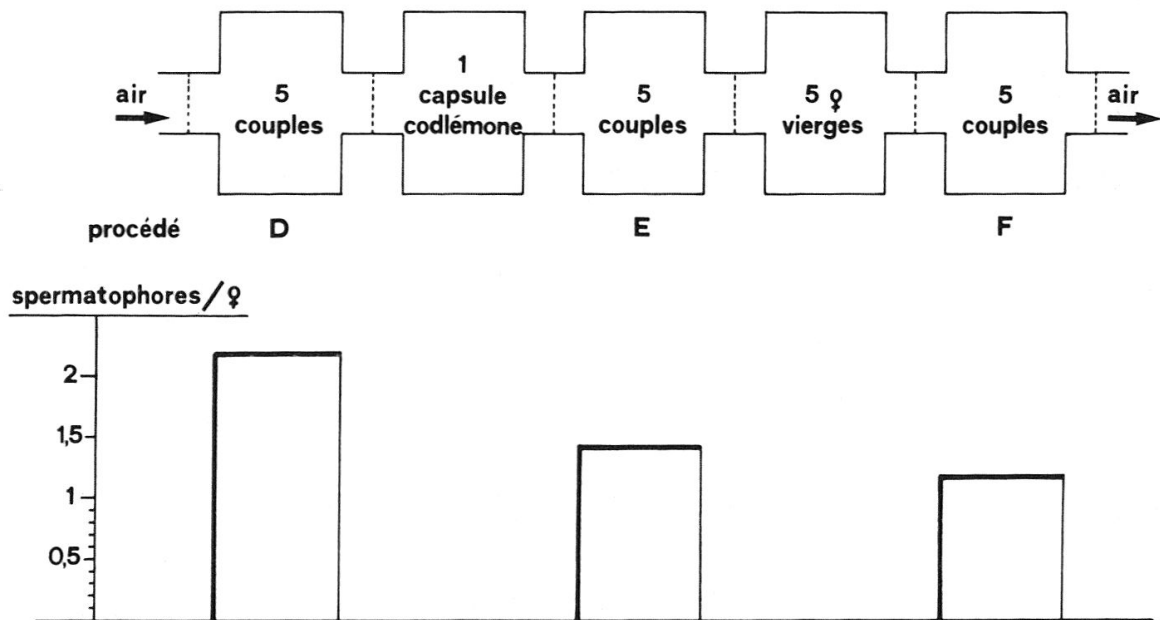 air
5
couples
1
capsule
codlémone
5
couples
5 ♀
vierges
5
couples
air
procédé D E F
spermatophores/♀
2
1,5
1
0,5